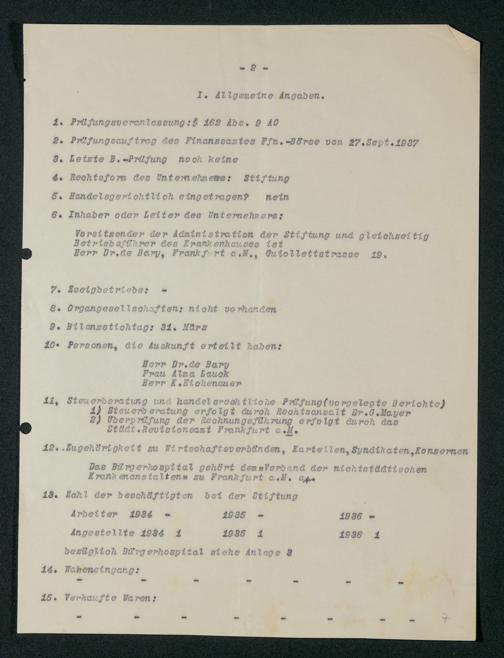 - 2 -
I. Allgemeine Angaben.
1. Prüfungsveranlassung:§ 162 Abs. 9 AO
2. Prüfungsauftrag des Finanzamtes Ffm.-Börse vom 27.Sept.1937
3. Letzte B.-Prüfung noch keine
4. Rechtsform des Unternehmens: Stiftung
5. Handelsgerichtlich eingetragen? nein
6. Inhaber oder Leiter des Unternehmens:
Vorsitzender der Administration der Stiftung und gleichzeitig
Betriebsführer des Krankenhauses ist
Herr Dr.de Bary, Frankfurt a.M., Guiollettstrasse 19.
7. Zweigbetriebe: -
8. Organgesellschaften: nicht vorhanden
9. Bilanzstichtag: 31. März
10. Personen, die Auskunft erteilt haben:
Herr Dr.de Bary
Frau Alza Lauck
Herr K.Eichenauer
11. Steuerberatung und handelsrechtliche Prüfung(vorgelegte Berichte)
1) Steuerberatung erfolgt durch Rechtsanwalt Dr.G.Mayer
2) Überprüfung der Rechnungsführung erfolgt durch das
Städt.Revisionsamt Frankfurt a.M.
12. Zugehörigkeit zu Wirtschaftsverbänden, Kartellen,Syndikaten,Konzernen
Das Bürgerhospital gehört dem"Verband der nichtstädtischen
Krankenanstalten" zu Frankfurt a.M. an.
13. Zahl der beschäftigten bei der Stiftung
Arbeiter 1934 - 1935 - 1936 -
Angestellte 1934 1 1935 1 1936 1
bezüglich Bürgerhospital siehe Anlage 3
14. Wareneingang:
- - - - - - -
15. Verkaufte Waren:
- - - - - - -
7